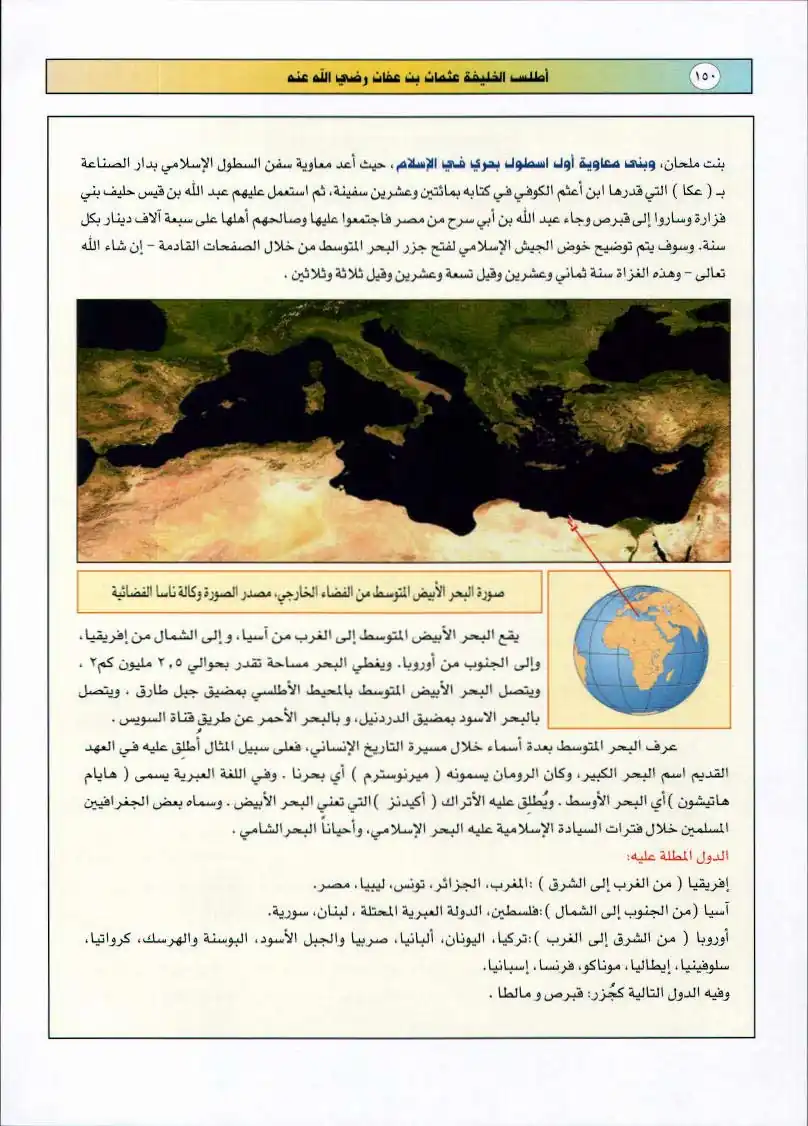 ١٥٠
أطلس الخليفة عثمان بن عفان رضي الله عنه
بنت ملحان، وبنى معاوية أول اسطول بحري في الإسلام، حيث أعد معاوية سفن السطول الإسلامي بدار الصناعة
بـ ( عكا ) التي قدرها ابن أعثم الكوفي في كتابه بمائتين وعشرين سفينة، ثم استعمل عليهم عبد الله بن قيس حليف بني
فزارة وساروا إلى قبرص وجاء عبد الله بن أبي سرح من مصر فاجتمعوا عليها وصالحهم أهلها على سبعة آلاف دينار بكل
سنة. وسوف يتم توضيح خوض الجيش الإسلامي لفتح جزر البحر المتوسط من خلال الصفحات القادمة – إن شاء الله
تعالى – وهذه الغزاة سنة ثماني وعشرين وقيل تسعة وعشرين وقيل ثلاثة وثلاثين .
صورة البحر الأبيض المتوسط من الفضاء الخارجي، مصدر الصورة وكالة ناسا الفضائية
يقع البحر الأبيض المتوسط إلى الغرب من آسيا، و إلى الشمال من إفريقيا،
وإلى الجنوب من أوروبا. ويغطي البحر مساحة تقدر بحوالي ٢,٥ مليون كم٢ ،
ويتصل البحر الأبيض المتوسط بالمحيط الأطلسي بمضيق جبل طارق ، ويتصل
بالبحر الاسود بمضيق الدردنيل، و بالبحر الأحمر عن طريق قناة السويس .
عرف البحر المتوسط بعدة أسماء خلال مسيرة التاريخ الإنساني، فعلى سبيل المثال أُطلق عليه في العهد
القديم اسم البحر الكبير، وكان الرومان يسمونه ( ميرنوسترم ) أي بحرنا . وفي اللغة العبرية يسمى ( هايام
هاتيشون ) أي البحر الأوسط . ويُطلق عليه الأتراك ( أكيدنز ) التي تعني البحر الأبيض . وسماه بعض الجغرافيين
المسلمين خلال فترات السيادة الإسلامية عليه البحر الإسلامي، وأحياناً البحر الشامي .
الدول المطلة عليه:
إفريقيا ( من الغرب إلى الشرق ) :المغرب، الجزائر، تونس، ليبيا، مصر.
آسيا (من الجنوب إلى الشمال ):فلسطين، الدولة العبرية المحتلة ، لبنان، سورية.
أوروبا ( من الشرق إلى الغرب ):تركيا، اليونان، ألبانيا، صربيا والجبل الأسود، البوسنة والهرسك، كرواتيا،
سلوفينيا، إيطاليا، موناكو، فرنسا، إسبانيا.
وفيه الدول التالية كجُزر: قبرص و مالطا .